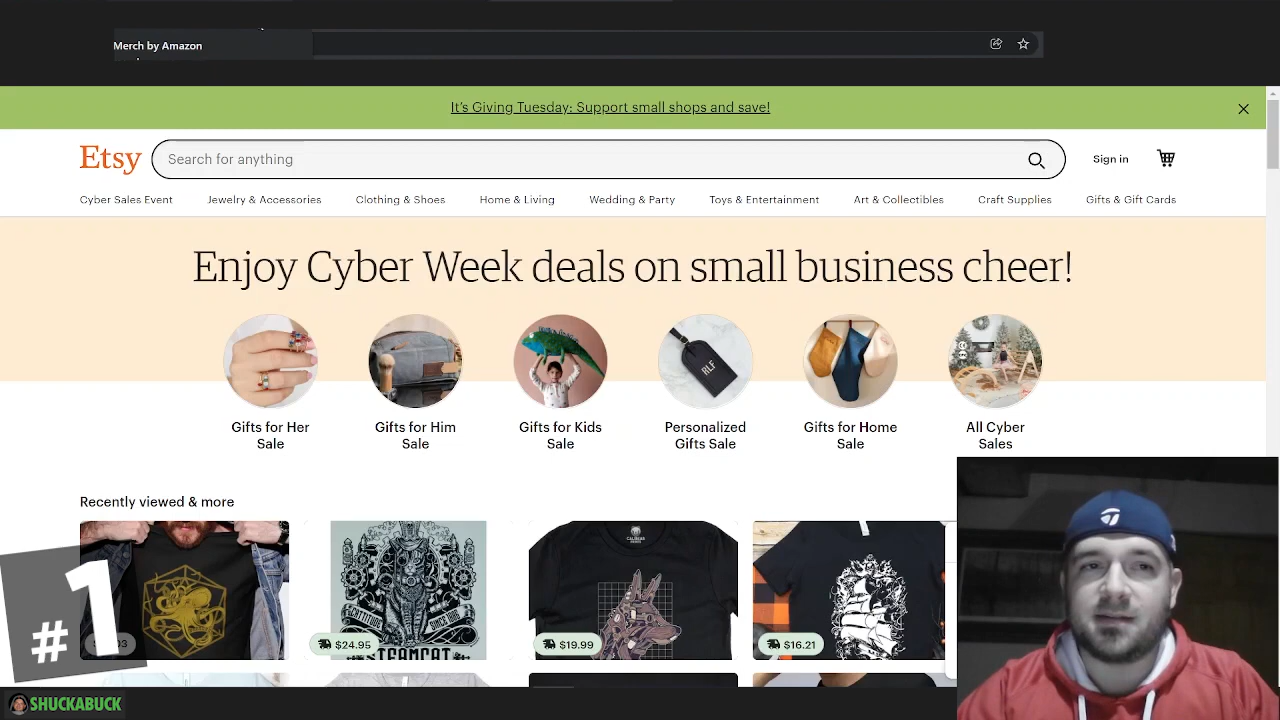 Merch by Amazon
It's Giving Tuesday: Support small shops and save!
Etsy
Search for anything
Sign in
Cyber Sales Event
Jewelry & Accessories
Clothing & Shoes
Home & Living
Wedding & Party
Toys & Entertainment
Art & Collectibles
Craft Supplies
Gifts & Gift Cards
Enjoy Cyber Week deals on small business cheer!
RLF
Gifts for Her
Sale
Gifts for Him
Sale
Gifts for Kids
Sale
Personalized
Gifts Sale
Gifts for Home
Sale
All Cyber
Sales
Recently viewed & more
STEAMCAT
$24.95
$19.99
$16.21
#1
SHUCKABUCK